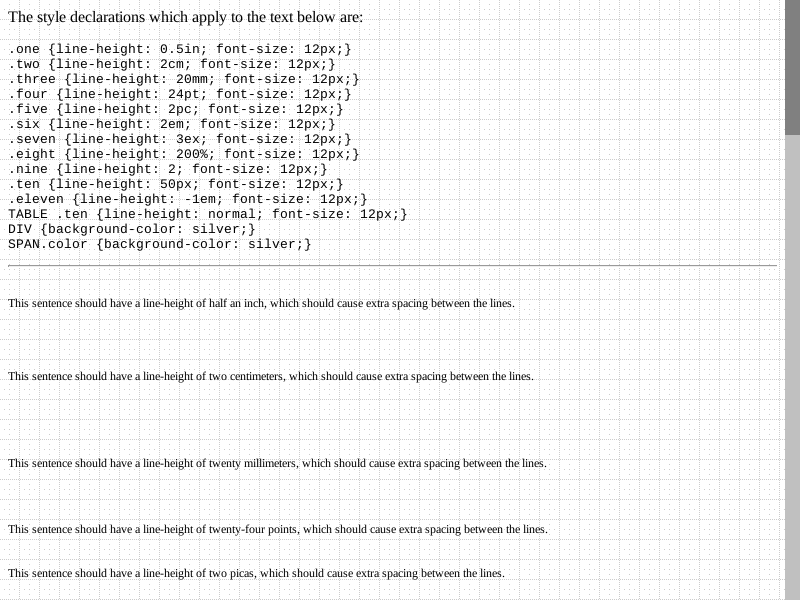 The style declarations which apply to the text below are:
.one {line-height: 0.5in; font-size: 12px;}
.two {line-height: 2cm; font-size: 12px;}
.three {line-height: 20mm; font-size: 12px;}
.four {line-height: 24pt; font-size: 12px;}
.five {line-height: 2pc; font-size: 12px;}
.six {line-height: 2em; font-size: 12px;}
.seven {line-height: 3ex; font-size: 12px;}
.eight {line-height: 200%; font-size: 12px;}
.nine {line-height: 2; font-size: 12px;}
.ten {line-height: 50px; font-size: 12px;}
.eleven {line-height: -1em; font-size: 12px;}
TABLE .ten {line-height: normal; font-size: 12px;}
DIV {background-color: silver;}
SPAN.color {background-color: silver;}
This sentence should have a line-height of half an inch, which should cause extra spacing between the lines.
This sentence should have a line-height of two centimeters, which should cause extra spacing between the lines.
This sentence should have a line-height of twenty millimeters, which should cause extra spacing between the lines.
This sentence should have a line-height of twenty-four points, which should cause extra spacing between the lines.
This sentence should have a line-height of two picas, which should cause extra spacing between the lines.